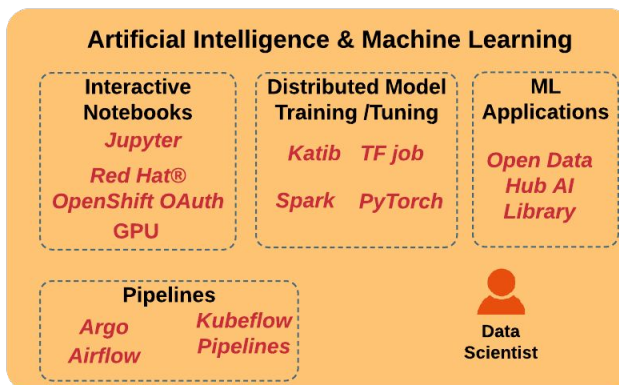 Artificial Intelligence & Machine Learning
Interactive
Notebooks
Jupyter
Red Hat®
OpenShift OAuth
GPU
Distributed Model
Training /Tuning
Katib TF job
Spark PyTorch
ML
Applications
Open Data
Hub AI
Library
Pipelines
Argo
Airflow
Kubeflow
Pipelines
Data
Scientist